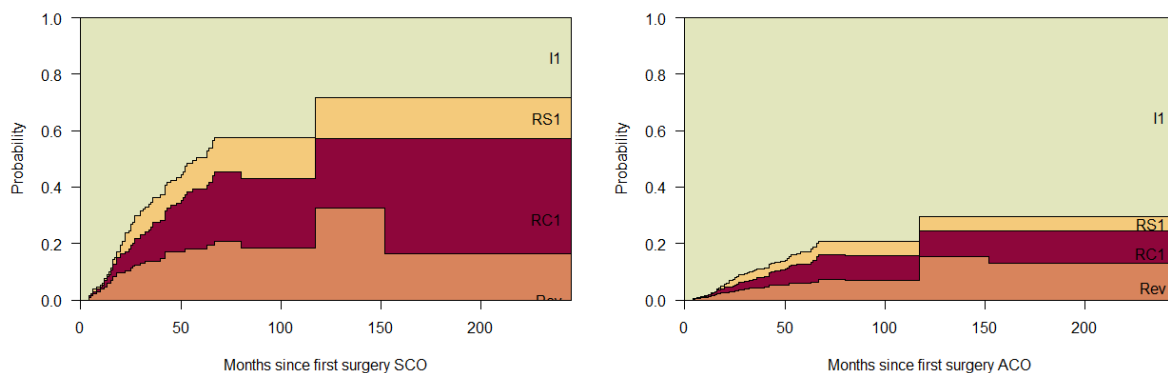 1.0
0.8
0.6
0.4
0.2
0.0
Probability
I1
RS1
RC1
Rev
0
50
100
150
200
Months since first surgery SCO
1.0
0.8
0.6
0.4
0.2
0.0
Probability
I1
RS1
RC1
Rev
0
50
100
150
200
Months since first surgery ACO